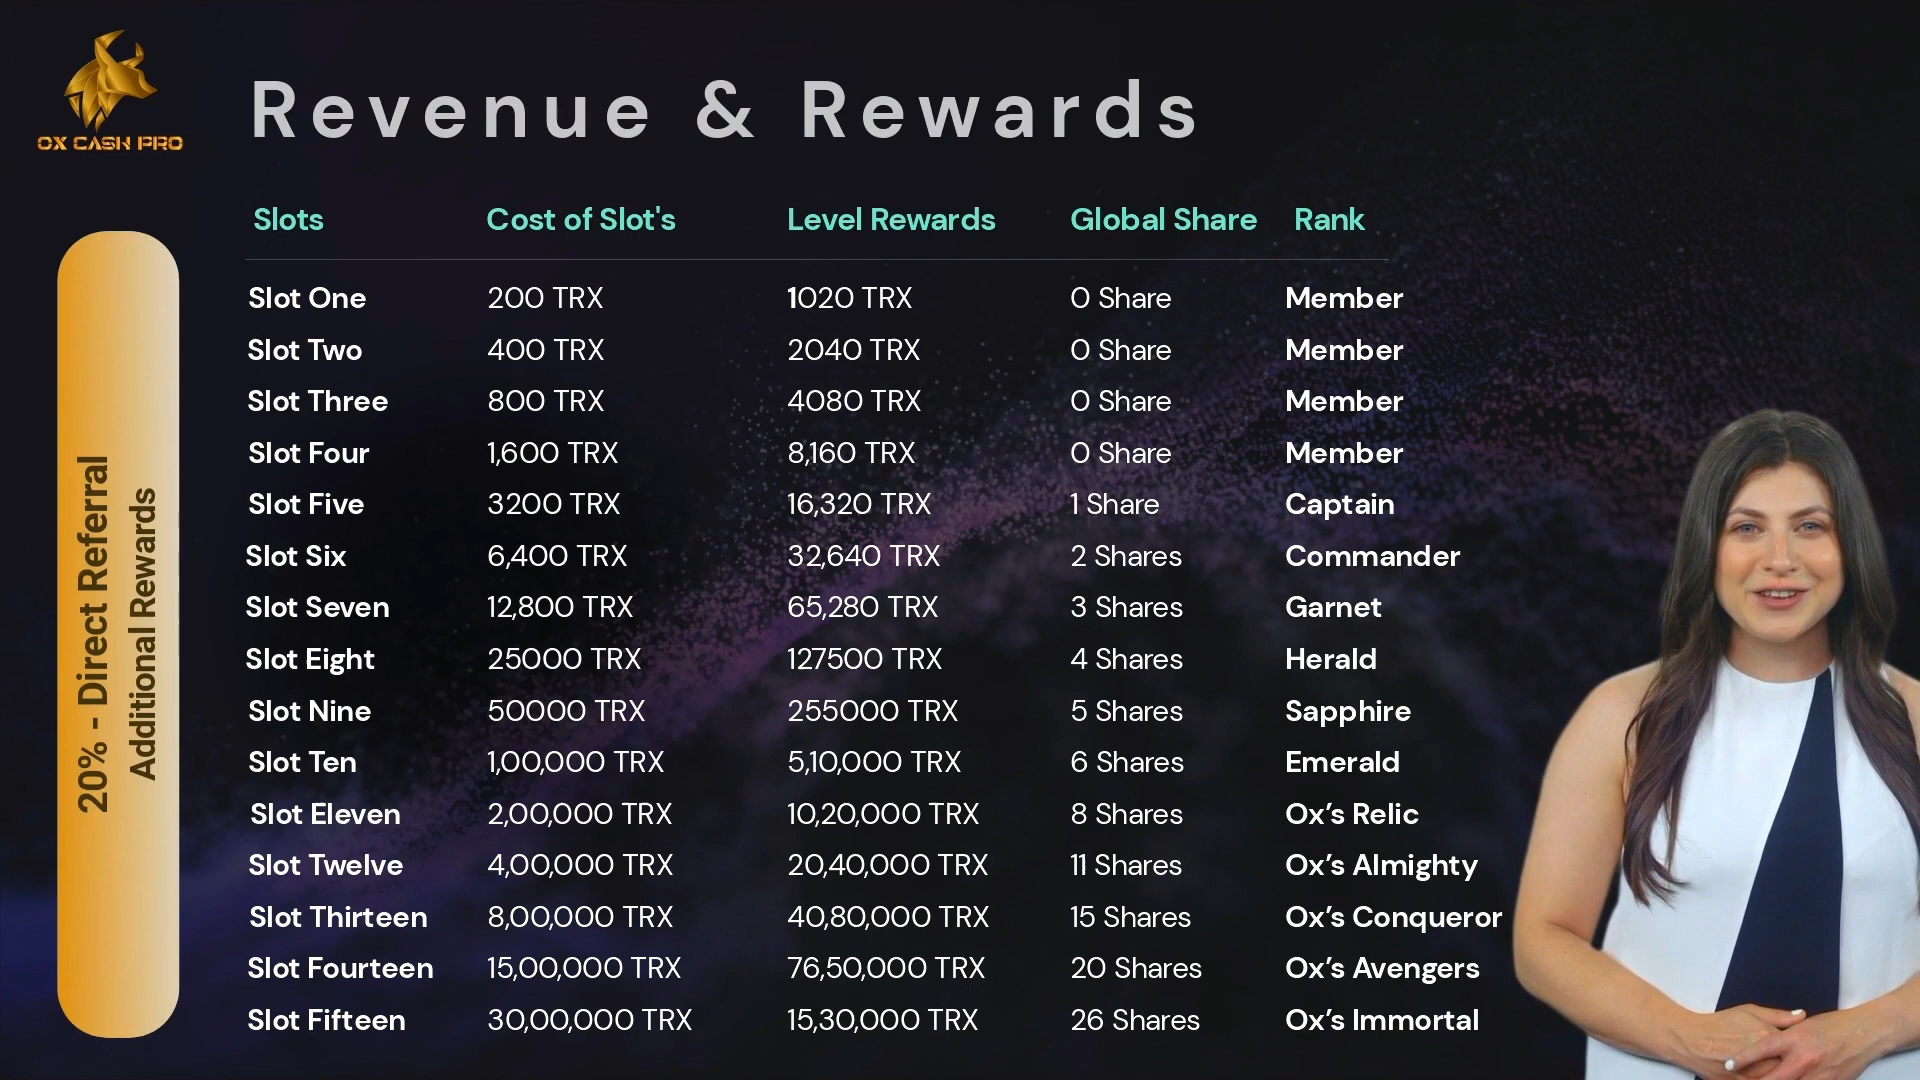 OX CASH PRO
Revenue & Rewards
20% - Direct Referral
Additional Rewards
Slots Cost of Slot's Level Rewards Global Share Rank
Slot One 200 TRX 1020 TRX 0 Share Member
Slot Two 400 TRX 2040 TRX 0 Share Member
Slot Three 800 TRX 4080 TRX 0 Share Member
Slot Four 1,600 TRX 8,160 TRX 0 Share Member
Slot Five 3200 TRX 16,320 TRX 1 Share Captain
Slot Six 6,400 TRX 32,640 TRX 2 Shares Commander
Slot Seven 12,800 TRX 65,280 TRX 3 Shares Garnet
Slot Eight 25000 TRX 127500 TRX 4 Shares Herald
Slot Nine 50000 TRX 255000 TRX 5 Shares Sapphire
Slot Ten 1,00,000 TRX 5,10,000 TRX 6 Shares Emerald
Slot Eleven 2,00,000 TRX 10,20,000 TRX 8 Shares Ox’s Relic
Slot Twelve 4,00,000 TRX 20,40,000 TRX 11 Shares Ox’s Almighty
Slot Thirteen 8,00,000 TRX 40,80,000 TRX 15 Shares Ox’s Conqueror
Slot Fourteen 15,00,000 TRX 76,50,000 TRX 20 Shares Ox’s Avengers
Slot Fifteen 30,00,000 TRX 15,30,000 TRX 26 Shares Ox’s Immortal